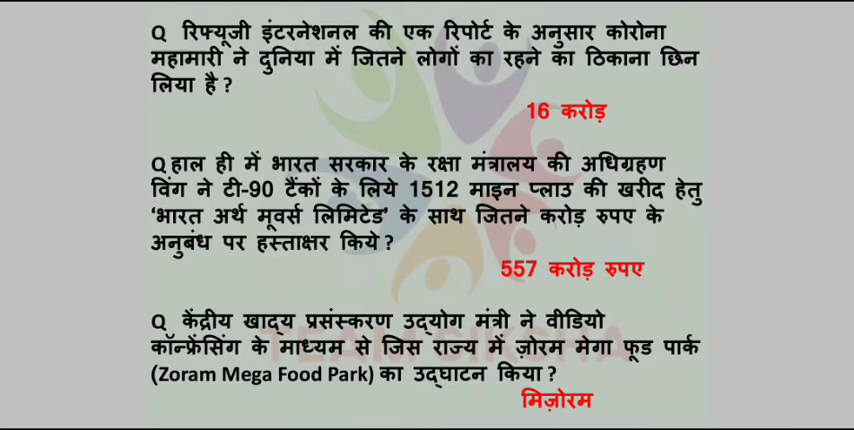 Q रिफ्यूजी इंटरनेशनल की एक रिपोर्ट के अनुसार कोरोना
महामारी ने दुनिया में जितने लोगों का रहने का ठिकाना छिन
लिया है ?
16 करोड़
Q हाल ही में भारत सरकार के रक्षा मंत्रालय की अधिग्रहण
विंग ने टी-90 टैंकों के लिये 1512 माइन प्लाउ की खरीद हेतु
‘भारत अर्थ मूवर्स लिमिटेड’ के साथ जितने करोड़ रुपए के
अनुबंध पर हस्ताक्षर किये ?
557 करोड़ रुपए
Q केंद्रीय खाद्य प्रसंस्करण उद्योग मंत्री ने वीडियो
कॉन्फ्रेंसिंग के माध्यम से जिस राज्य में ज़ोरम मेगा फूड पार्क
(Zoram Mega Food Park) का उद्घाटन किया ?
मिज़ोरम